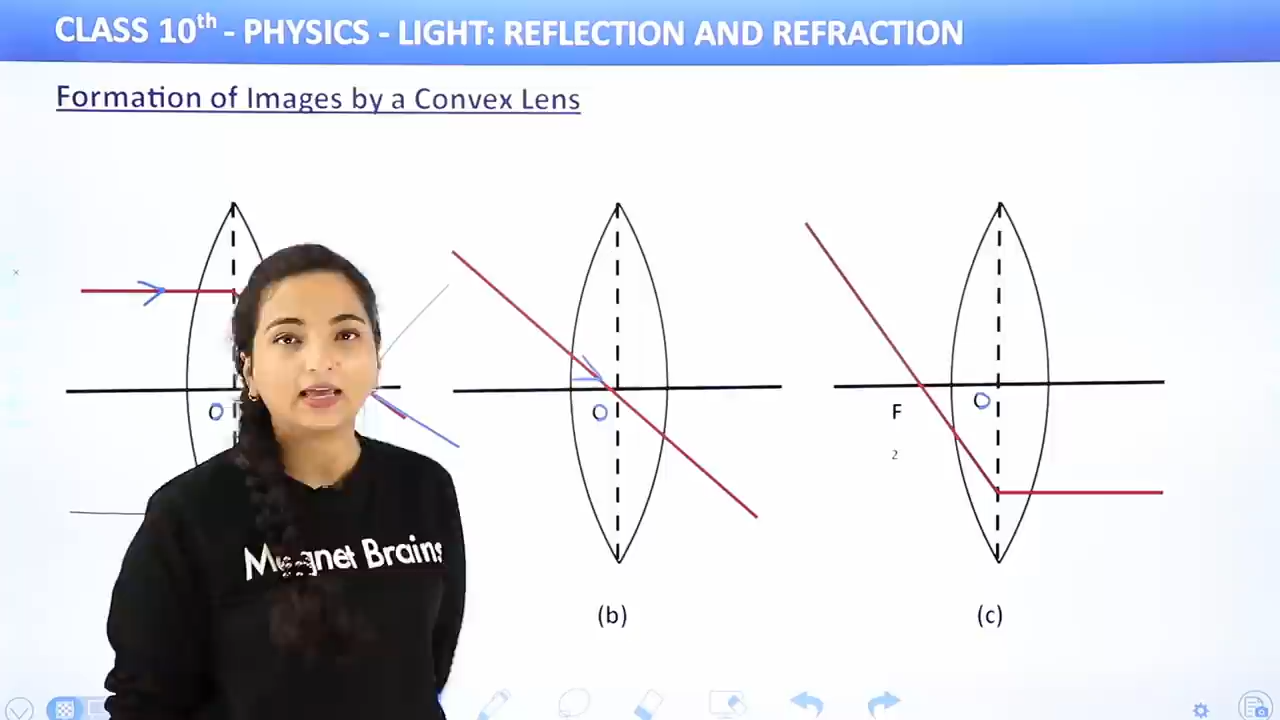 CLASS 10th - PHYSICS - LIGHT: REFLECTION AND REFRACTION
Formation of Images by a Convex Lens
O
O
F
2
O
Magnet Brains
(b)
(c)